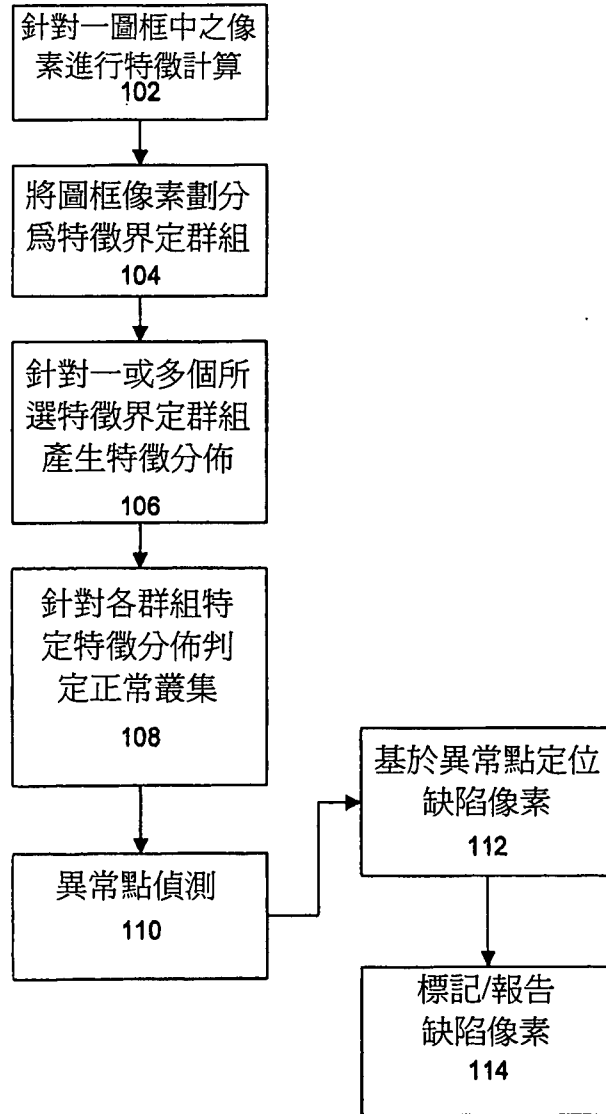 針對一圖框中之像
素進行特徵計算
102
將圖框像素劃分
爲特徵界定群組
104
針對一或多個所
選特徵界定群組
產生特徵分佈
106
針對各群組特
定特徵分佈判
定正常叢集
108
異常點偵測
110
基於異常點定位
缺陷像素
112
標記/報告
缺陷像素
114